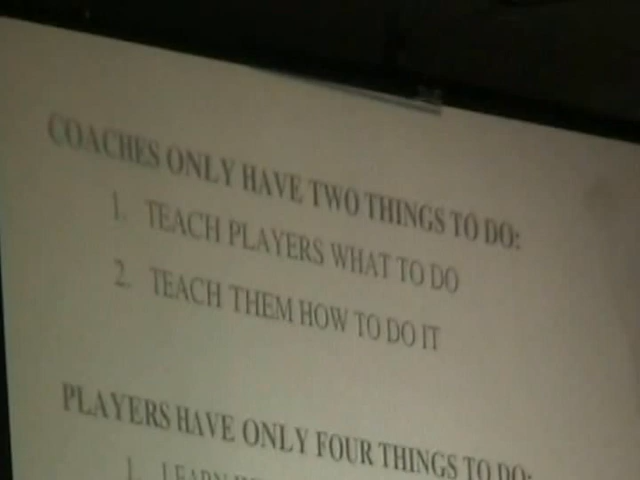 COACHES ONLY HAVE TWO THINGS TO DO:
1. TEACH PLAYERS WHAT TO DO
2. TEACH THEM HOW TO DO IT
PLAYERS HAVE ONLY FOUR THINGS TO DO:
1. LEARN